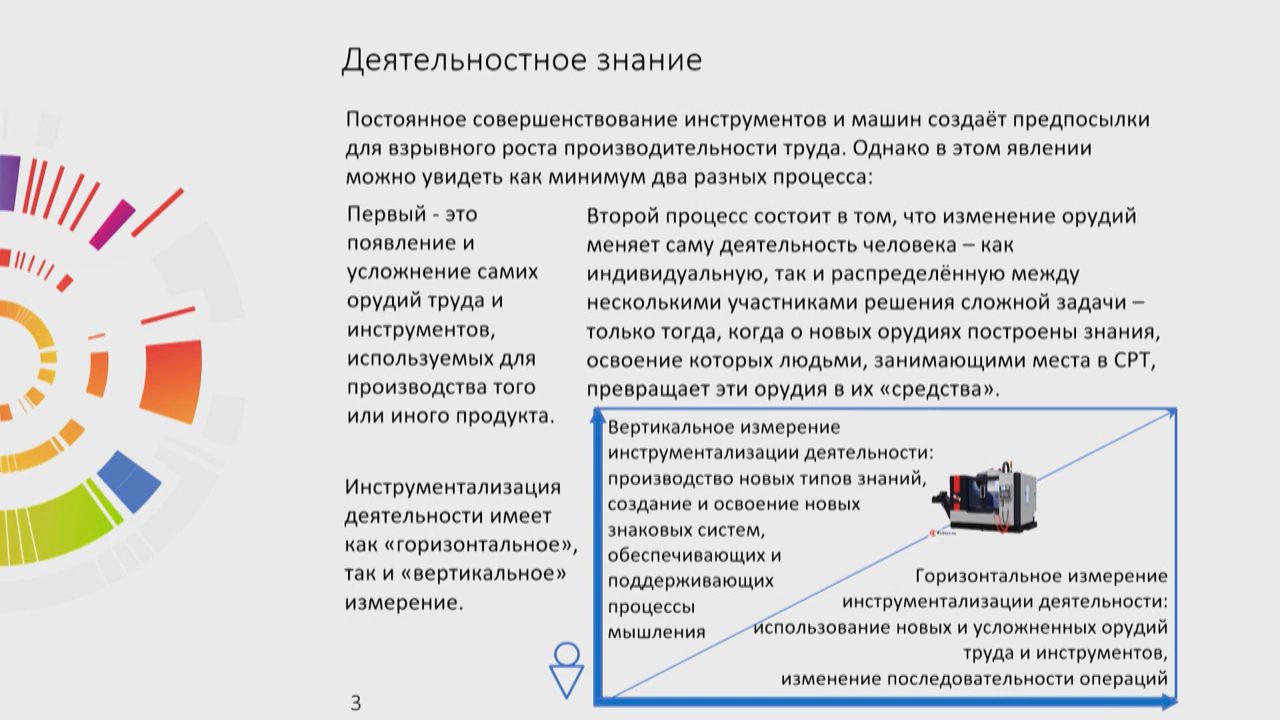 Деятельностное знание
Постоянное совершенствование инструментов и машин создаёт предпосылки
для взрывного роста производительности труда. Однако в этом явлении
можно увидеть как минимум два разных процесса:
Первый - это
появление и
усложнение самих
орудий труда и
инструментов,
используемых для
производства того
или иного продукта.
Второй процесс состоит в том, что изменение орудий
меняет саму деятельность человека – как
индивидуальную, так и распределённую между
несколькими участниками решения сложной задачи –
только тогда, когда о новых орудиях построены знания,
освоение которых людьми, занимающими места в СРТ,
превращает эти орудия в их «средства».
Инструментализация
деятельности имеет
как «горизонтальное»,
так и «вертикальное»
измерение.
Вертикальное измерение
инструментализации деятельности:
производство новых типов знаний,
создание и освоение новых
знаковых систем,
обеспечивающих и
поддерживающих
процессы
мышления
Горизонтальное измерение
инструментализации деятельности:
использование новых и усложненных орудий
труда и инструментов,
изменение последовательности операций
3